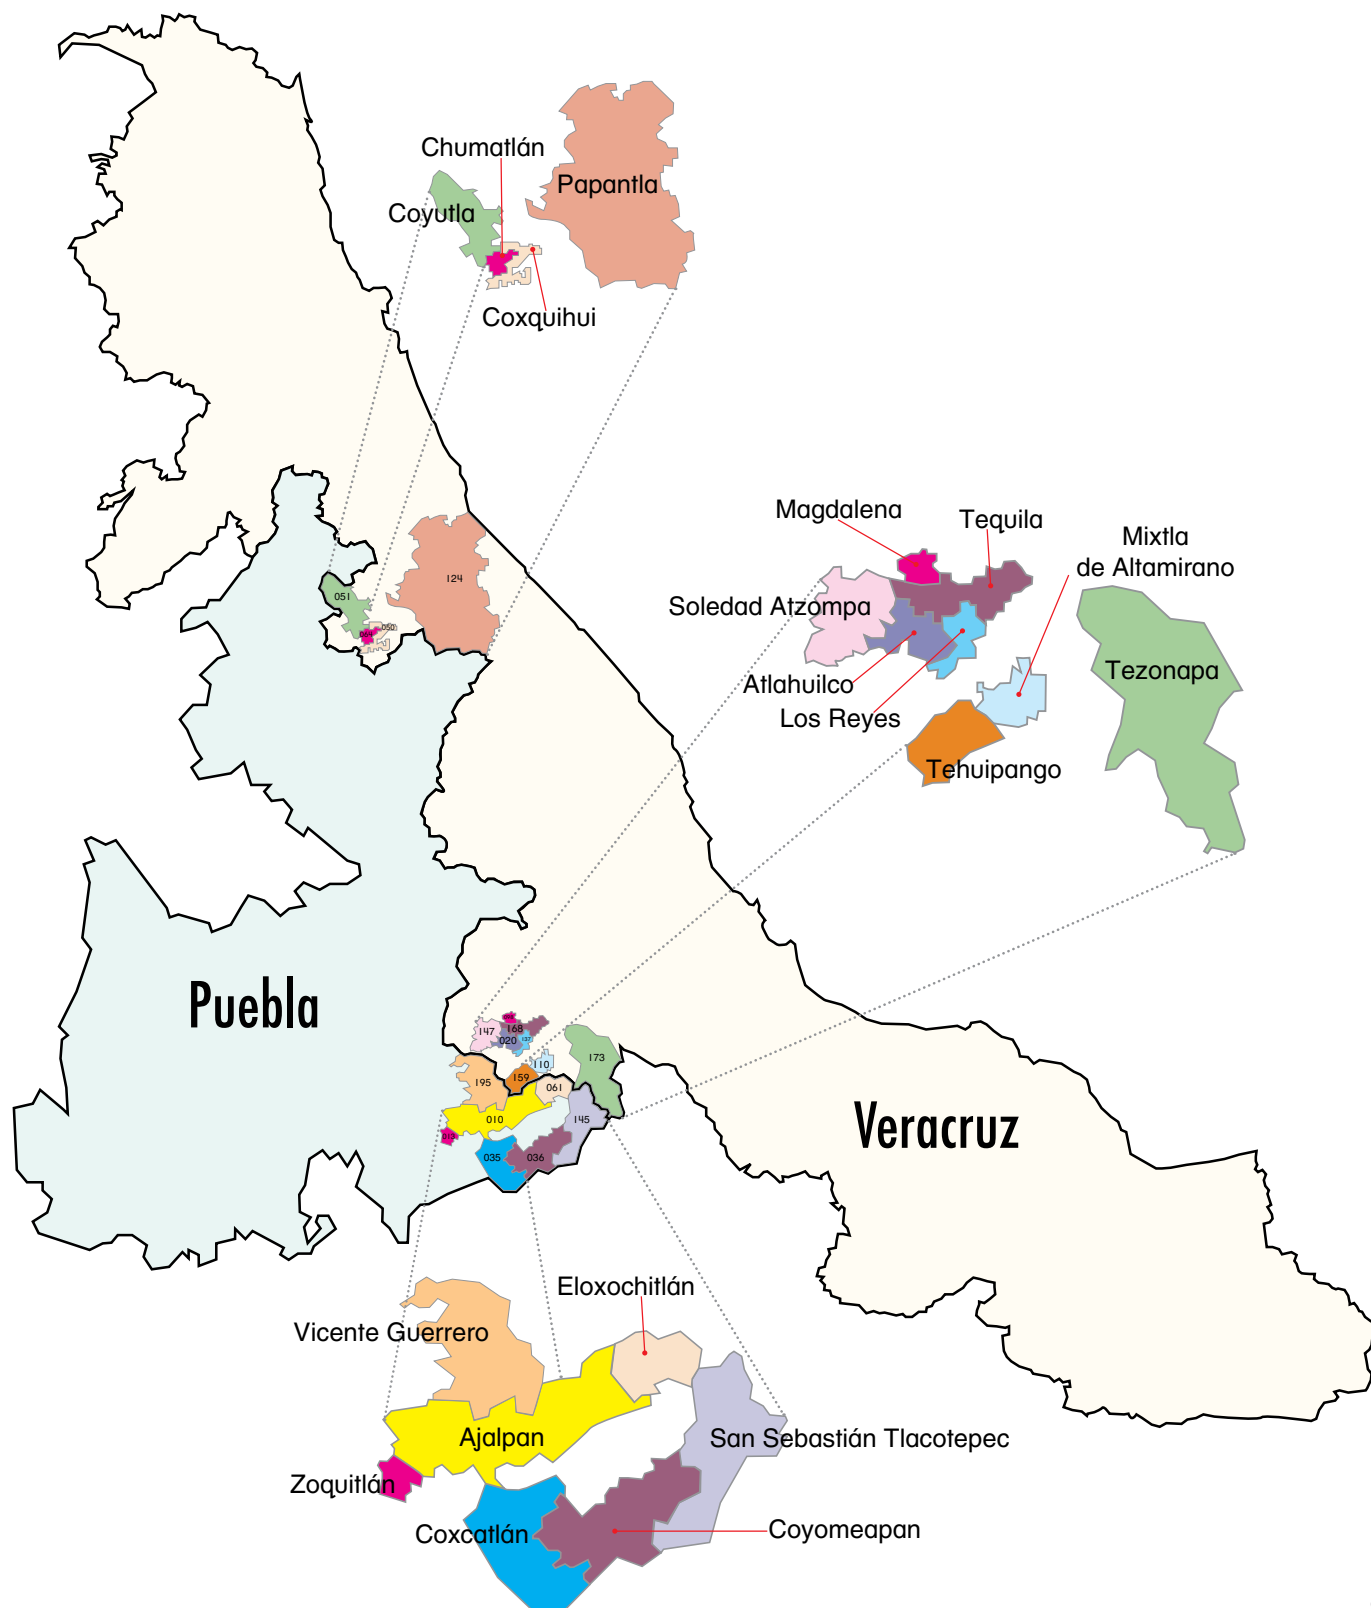 Chumatlán
Papantla
Coyutla
Coxquihui
Magdalena
Tequila
Mixtla
de Altamirano
Soledad Atzompa
Tezonapa
Atlahuilco
Los Reyes
Tehuipango
124
051
050
064
Puebla
147
168
020
137
110
173
159
195
061
010
145
035
036
Veracruz
Eloxochitlán
Vicente Guerrero
Ajalpan
San Sebastián Tlacotepec
Zoquitlán
Coxcatlán
Coyomeapan